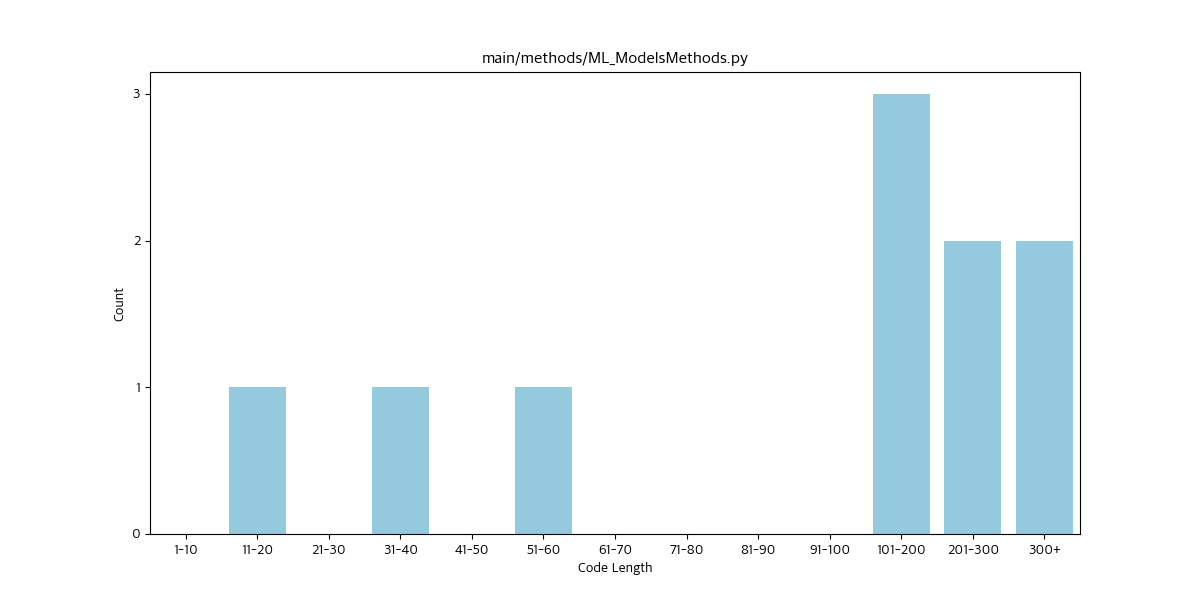 main/methods/ML_ModelsMethods.py
3
2
1
0
Count
1-10 11-20 21-30 31-40 41-50 51-60 61-70 71-80 81-90 91-100 101-200 201-300 300+
Code Length